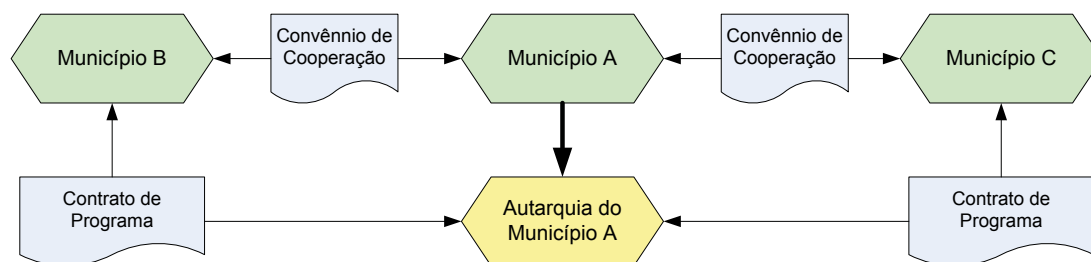 Município B
Convênnio de
Cooperação
Município A
Convênnio de
Cooperação
Município C
Contrato de
Programa
Autarquia do
Município A
Contrato de
Programa